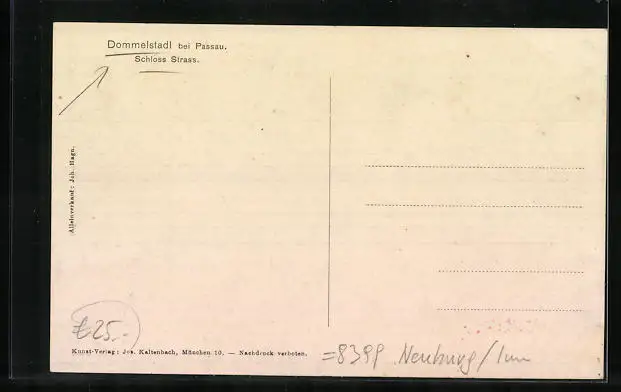 Dommelstadl bei Passau.
Schloss Strass.
Alleinverkauf: Joh. Hagn.
€25.-
Kunst-Verlag: Jos. Kaltenbach, München 10. — Nachdruck verboten.
=8399 Neuburg/Inn